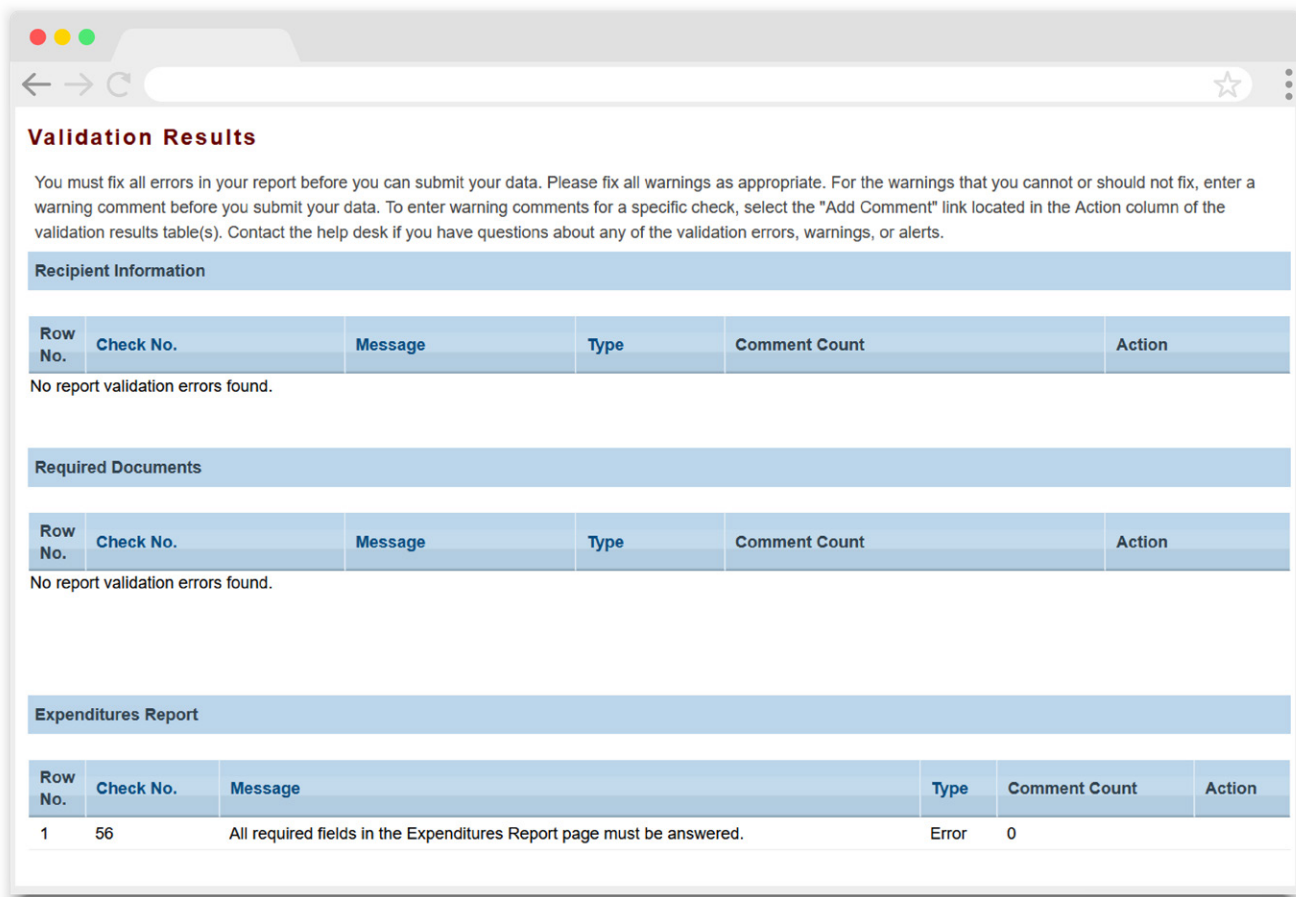 Validation Results
You must fix all errors in your report before you can submit your data. Please fix all warnings as appropriate. For the warnings that you cannot or should not fix, enter a
warning comment before you submit your data. To enter warning comments for a specific check, select the "Add Comment" link located in the Action column of the
validation results table(s). Contact the help desk if you have questions about any of the validation errors, warnings, or alerts.
Recipient Information
Row No. Check No. Message Type Comment Count Action
No report validation errors found.
Required Documents
Row No. Check No. Message Type Comment Count Action
No report validation errors found.
Expenditures Report
Row No. Check No. Message Type Comment Count Action
1 56 All required fields in the Expenditures Report page must be answered. Error 0